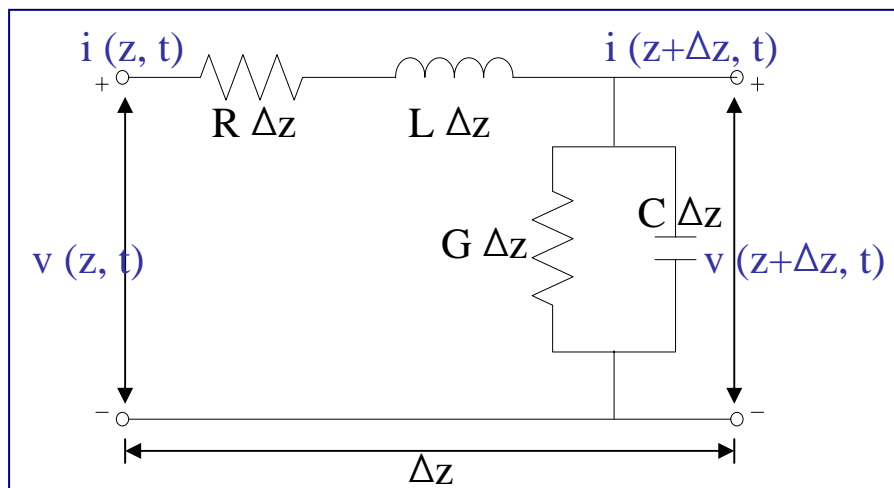 i (z, t)
i (z+Δz, t)
+
+
R Δz
L Δz
C Δz
G Δz
v (z, t)
v (z+Δz, t)
−
−
Δz